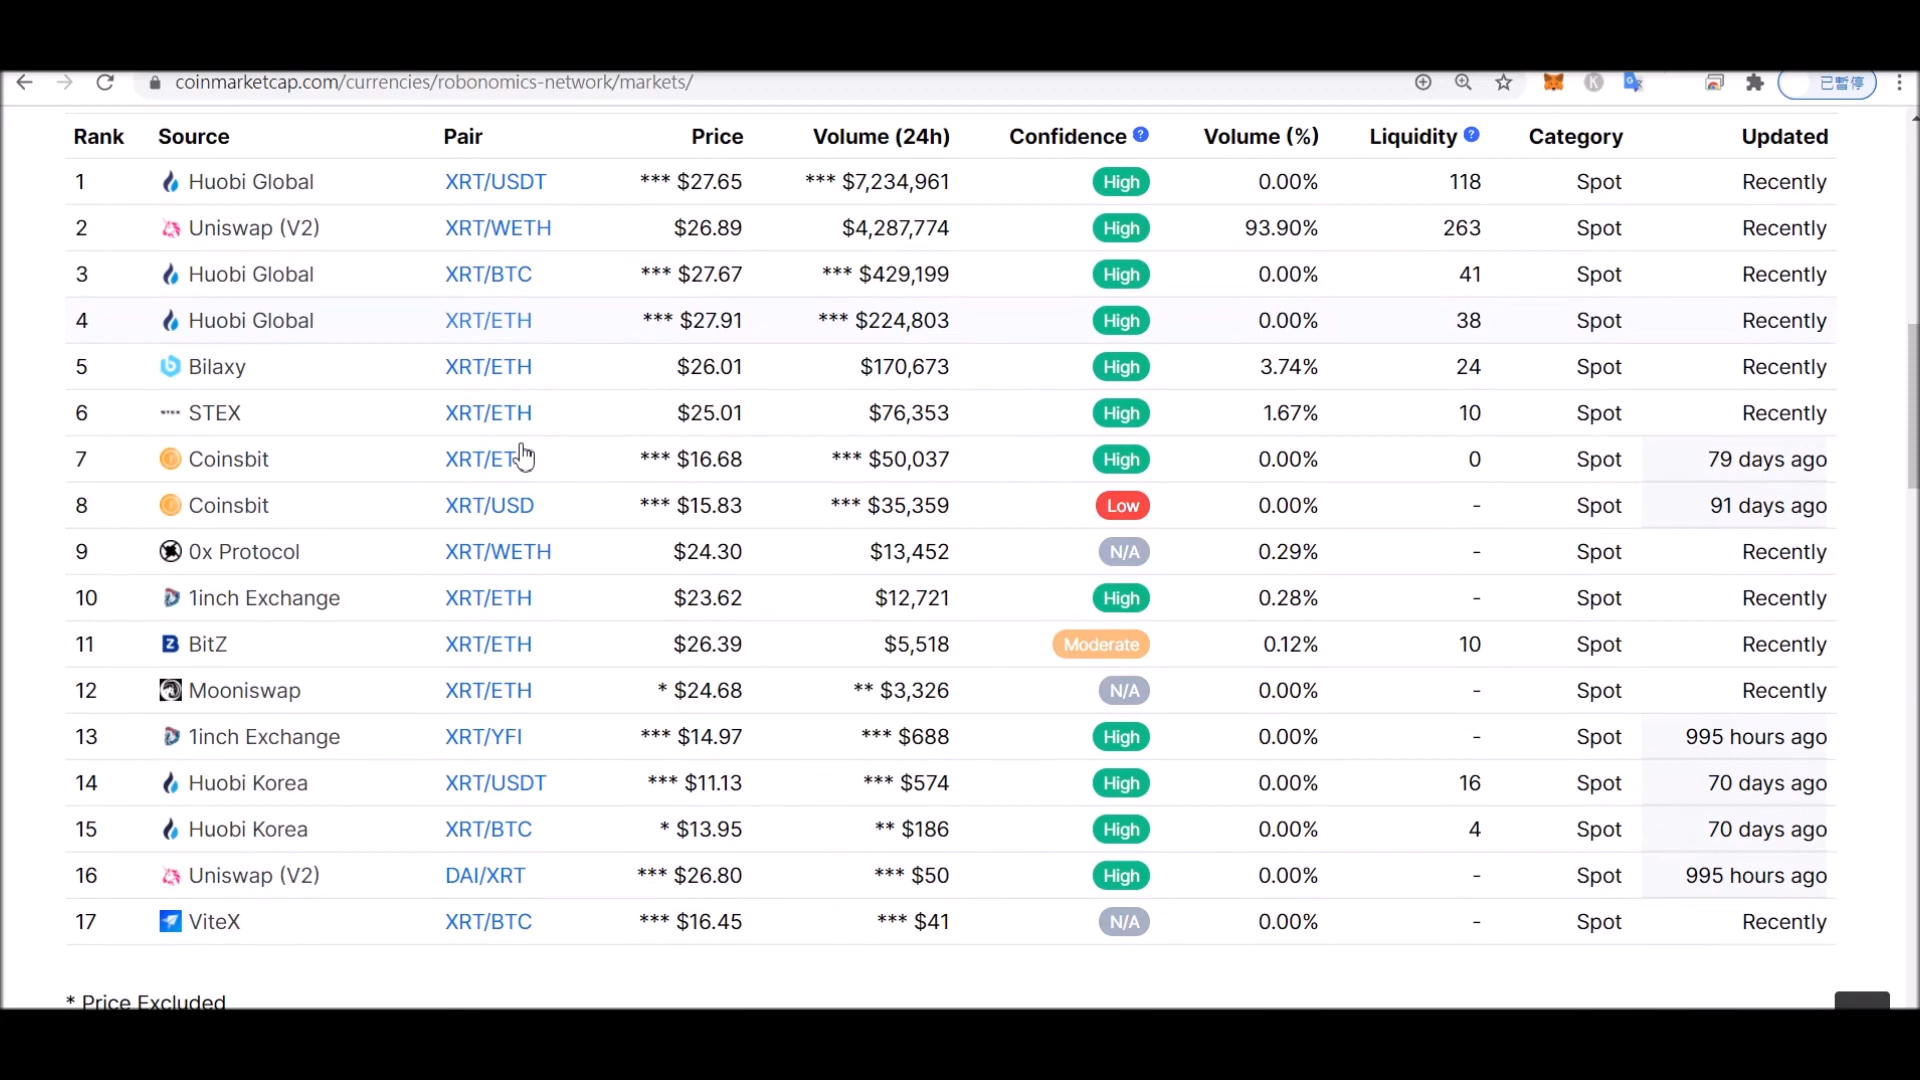 coinmarketcap.com/currencies/robonomics-network/markets/ 已暫停
Rank Source Pair Price Volume (24h) Confidence Volume (%) Liquidity Category Updated
1 Huobi Global XRT/USDT *** $27.65 *** $7,234,961 High 0.00% 118 Spot Recently
2 Uniswap (V2) XRT/WETH $26.89 $4,287,774 High 93.90% 263 Spot Recently
3 Huobi Global XRT/BTC *** $27.67 *** $429,199 High 0.00% 41 Spot Recently
4 Huobi Global XRT/ETH *** $27.91 *** $224,803 High 0.00% 38 Spot Recently
5 Bilaxy XRT/ETH $26.01 $170,673 High 3.74% 24 Spot Recently
6 STEX XRT/ETH $25.01 $76,353 High 1.67% 10 Spot Recently
7 Coinsbit XRT/ET *** $16.68 *** $50,037 High 0.00% 0 Spot 79 days ago
8 Coinsbit XRT/USD *** $15.83 *** $35,359 Low 0.00% - Spot 91 days ago
9 0x Protocol XRT/WETH $24.30 $13,452 N/A 0.29% - Spot Recently
10 1inch Exchange XRT/ETH $23.62 $12,721 High 0.28% - Spot Recently
11 BitZ XRT/ETH $26.39 $5,518 Moderate 0.12% 10 Spot Recently
12 Mooniswap XRT/ETH * $24.68 ** $3,326 N/A 0.00% - Spot Recently
13 1inch Exchange XRT/YFI *** $14.97 *** $688 High 0.00% - Spot 995 hours ago
14 Huobi Korea XRT/USDT *** $11.13 *** $574 High 0.00% 16 Spot 70 days ago
15 Huobi Korea XRT/BTC * $13.95 ** $186 High 0.00% 4 Spot 70 days ago
16 Uniswap (V2) DAI/XRT *** $26.80 *** $50 High 0.00% - Spot 995 hours ago
17 ViteX XRT/BTC *** $16.45 *** $41 N/A 0.00% - Spot Recently
* Price Excluded